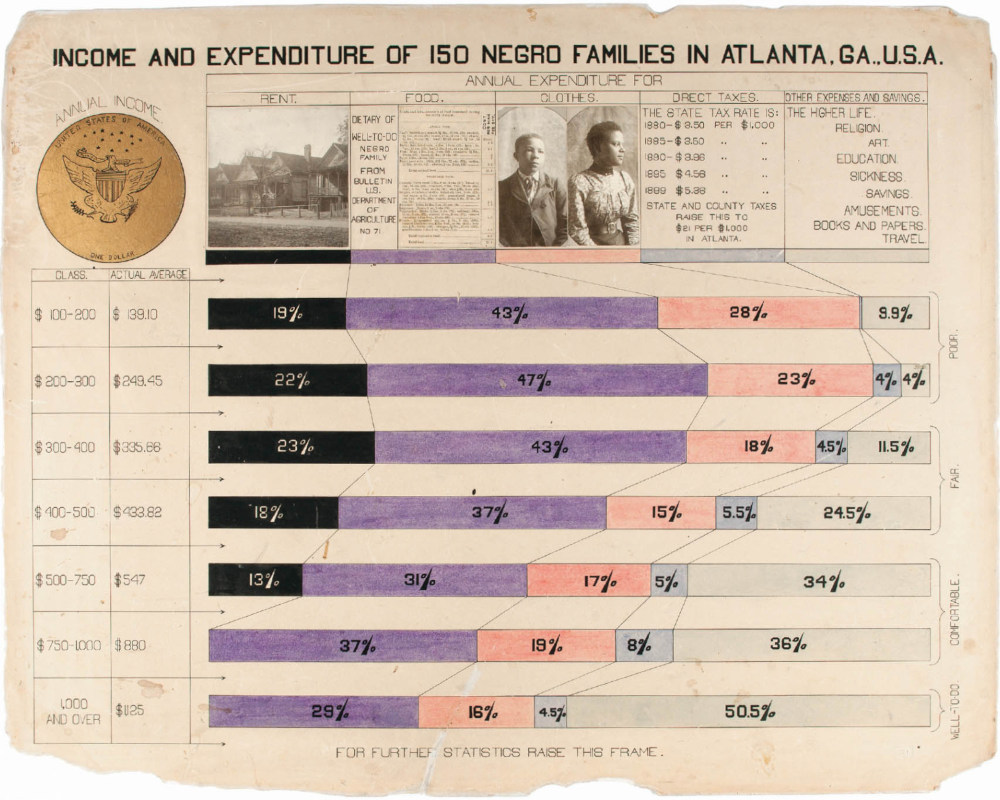 INCOME AND EXPENDITURE OF 150 NEGRO FAMILIES IN ATLANTA, GA., U.S.A.
ANNUAL INCOME.
UNITED STATES OF AMERICA
ONE DOLLAR
ANNUAL EXPENDITURE FOR
RENT.
FOOD.
CLOTHES.
DIRECT TAXES.
OTHER EXPENSES AND SAVINGS.
DIETARY OF
WELL-TO-DO
NEGRO
FAMILY
FROM
BULLETIN
U.S.
DEPARTMENT
OF
AGRICULTURE
NO 71
THE STATE TAX RATE IS:
1880-$3.50 PER $1,000
1885-$3.50 " "
1890-$3.96 " "
1895 $4.56 " "
1899 $5.36 " "
STATE AND COUNTY TAXES
RAISE THIS TO
$21 PER $1,000
IN ATLANTA.
THE HIGHER LIFE.
RELIGION
ART.
EDUCATION
SICKNESS.
SAVINGS.
AMUSEMENTS.
BOOKS AND PAPERS.
TRAVEL
CLASS. ACTUAL AVERAGE
$ 100-200 $ 139.10 19% 43% 28% 9.9%
$ 200-300 $249.45 22% 47% 23% 4% 4%
POOR.
$ 300-400 $335.66 23% 43% 18% 4.5% 11.5%
$ 400-500 $433.82 18% 37% 15% 5.5% 24.5%
FAIR.
$ 500-750 $547 13% 31% 17% 5% 34%
$ 750-1000 $880 37% 19% 8% 36%
COMFORTABLE.
1,000
AND OVER $1125 29% 16% 4.5% 50.5%
WELL-TO-DO
FOR FURTHER STATISTICS RAISE THIS FRAME.